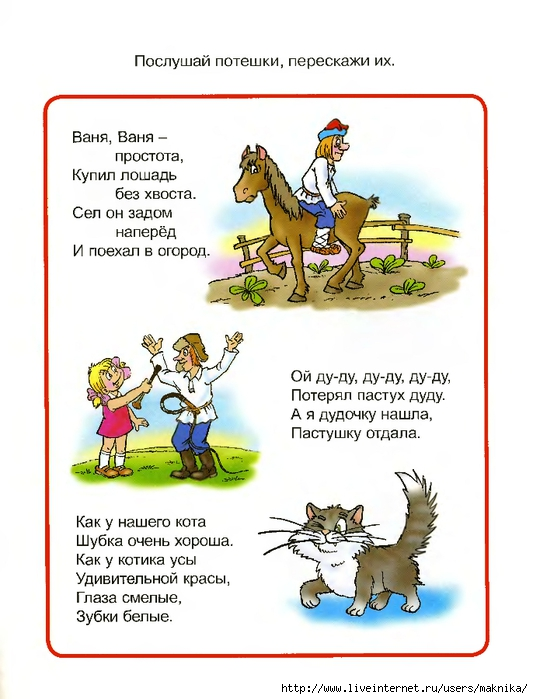 Послушай потешки, перескажи их.
Ваня, Ваня –
простота,
Купил лошадь
без хвоста.
Сел он задом
наперёд
И поехал в огород.
Ой ду-ду, ду-ду, ду-ду,
Потерял пастух дуду.
А я дудочку нашла,
Пастушку отдала.
Как у нашего кота
Шубка очень хороша.
Как у котика усы
Удивительной красы,
Глаза смелые,
Зубки белые.
http://www.liveinternet.ru/users/maknika/